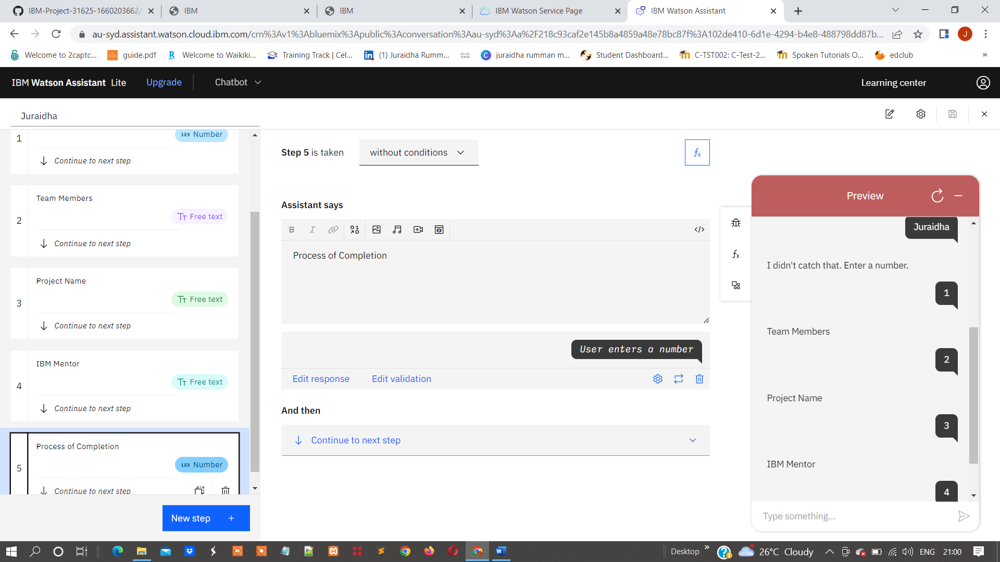 IBM-Project-31625-1660203662/
IBM
IBM
IBM Watson Service Page
IBM Watson Assistant
au-syd.assistant.watson.cloud.ibm.com/crn%3Av1%3Abluemix%3Apublic%3Aconversation%3Aau-syd%3Aa%2F218c93caf2e145b8a4859a48e78bc87f%3A102de410-6d1e-4294-b4e8-488798dd87b...
J
Welcome to 2captc...
guide.pdf
Welcome to Waikiki...
Training Track | Cel...
(1) Juraidha Rumm...
juraidha rumman m...
Student Dashboard...
C-TST002: C-Test-2...
Spoken Tutorials O...
edclub
»
IBM Watson Assistant Lite
Upgrade
Chatbot
Learning center
Juraidha
1
123 Number
Continue to next step
2
Team Members
Free text
Continue to next step
3
Project Name
Free text
Continue to next step
4
IBM Mentor
Free text
Continue to next step
5
Process of Completion
123 Number
Continue to next step
New step +
Step 5 is taken
without conditions
fx
Assistant says
B I
</>
Process of Completion
User enters a number
Edit response
Edit validation
And then
Continue to next step
fx
Preview
Juraidha
I didn't catch that. Enter a number.
1
Team Members
2
Project Name
3
IBM Mentor
4
Type something...
Desktop
»
26°C Cloudy
ENG
21:00